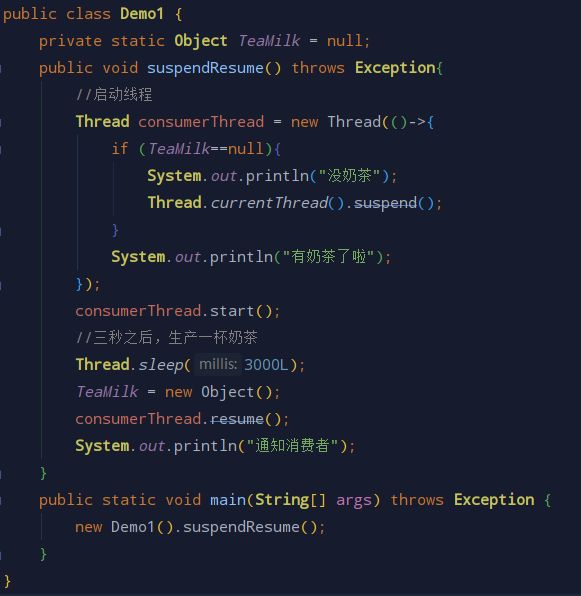 public class Demo1 {
    private static Object TeaMilk = null;
    public void suspendResume() throws Exception{
        //启动线程
        Thread consumerThread = new Thread(()->{
            if (TeaMilk==null){
                System.out.println("没奶茶");
                Thread.currentThread().suspend();
            }
            System.out.println("有奶茶了啦");
        });
        consumerThread.start();
        //三秒之后，生产一杯奶茶
        Thread.sleep( millis: 3000L);
        TeaMilk = new Object();
        consumerThread.resume();
        System.out.println("通知消费者");
    }
    public static void main(String[] args) throws Exception {
        new Demo1().suspendResume();
    }
}